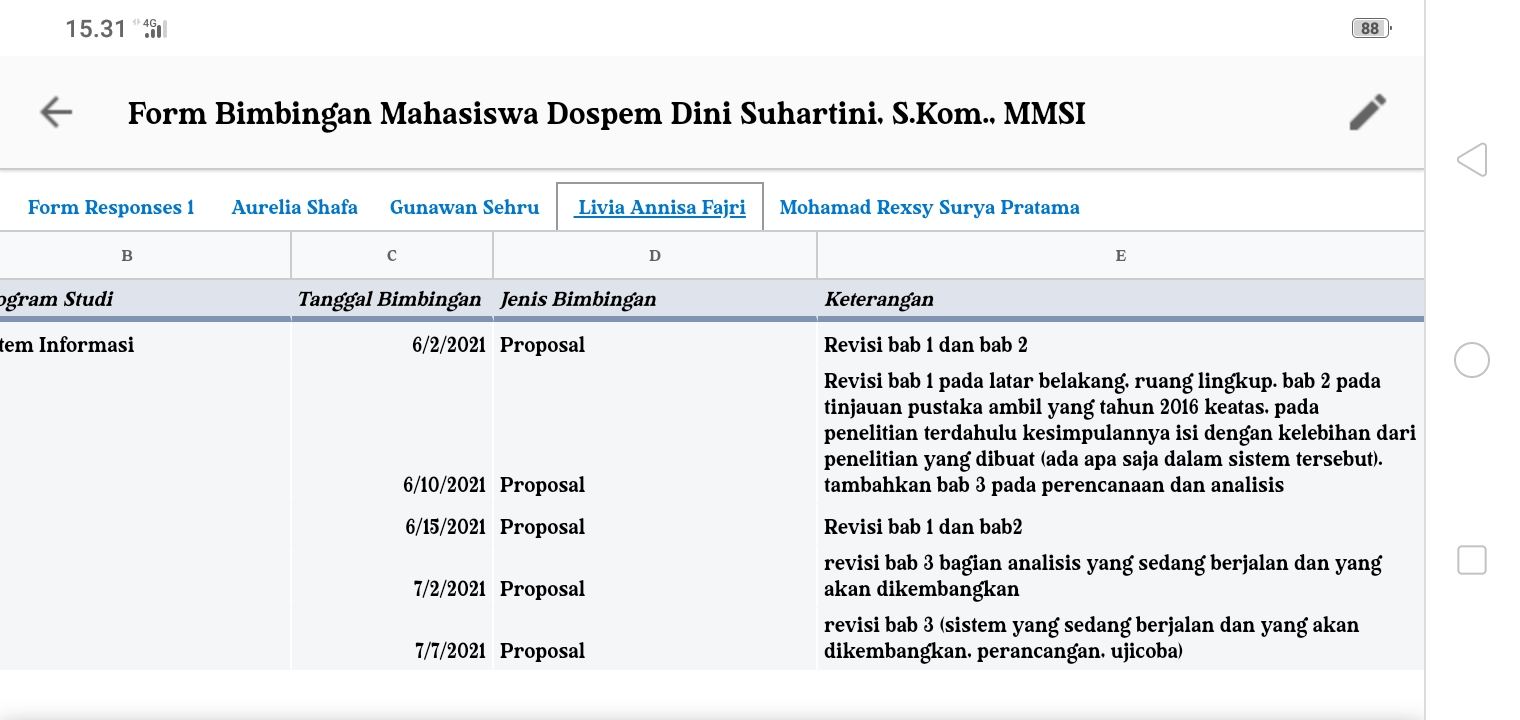 15.31 4G 88
Form Bimbingan Mahasiswa Dospem Dini Suhartini, S.Kom., MMSI
Form Responses 1 Aurelia Shafa Gunawan Sehru Livia Annisa Fajri Mohamad Rexsy Surya Pratama
B C D E
ogram Studi Tanggal Bimbingan Jenis Bimbingan Keterangan
tem Informasi 6/2/2021 Proposal Revisi bab 1 dan bab 2
Revisi bab 1 pada latar belakang, ruang lingkup, bab 2 pada
tinjauan pustaka ambil yang tahun 2016 keatas, pada
penelitian terdahulu kesimpulannya isi dengan kelebihan dari
penelitian yang dibuat (ada apa saja dalam sistem tersebut),
6/10/2021 Proposal tambahkan bab 3 pada perencanaan dan analisis
6/15/2021 Proposal Revisi bab 1 dan bab2
revisi bab 3 bagian analisis yang sedang berjalan dan yang
7/2/2021 Proposal akan dikembangkan
revisi bab 3 (sistem yang sedang berjalan dan yang akan
7/7/2021 Proposal dikembangkan, perancangan, ujicoba)